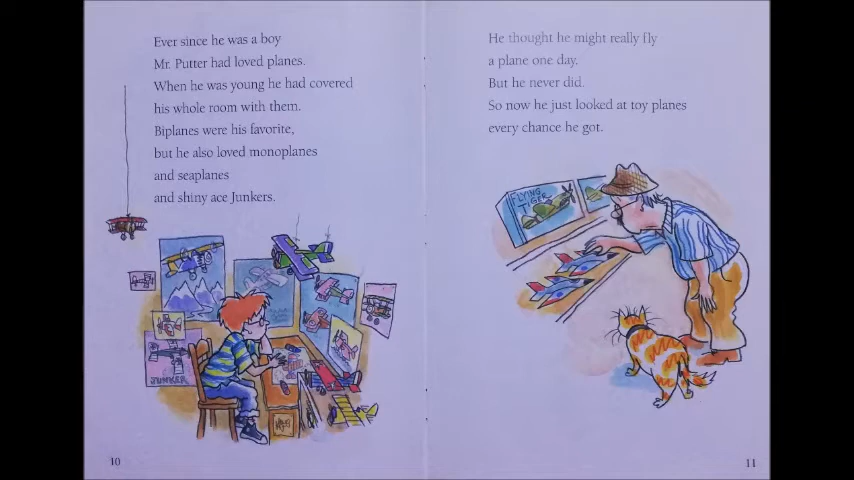 Ever since he was a boy
Mr. Putter had loved planes.
When he was young he had covered
his whole room with them.
Biplanes were his favorite,
but he also loved monoplanes
and seaplanes
and shiny ace Junkers.
JUNKER
10
He thought he might really fly
a plane one day.
But he never did.
So now he just looked at toy planes
every chance he got.
FLYING
TIGER
11